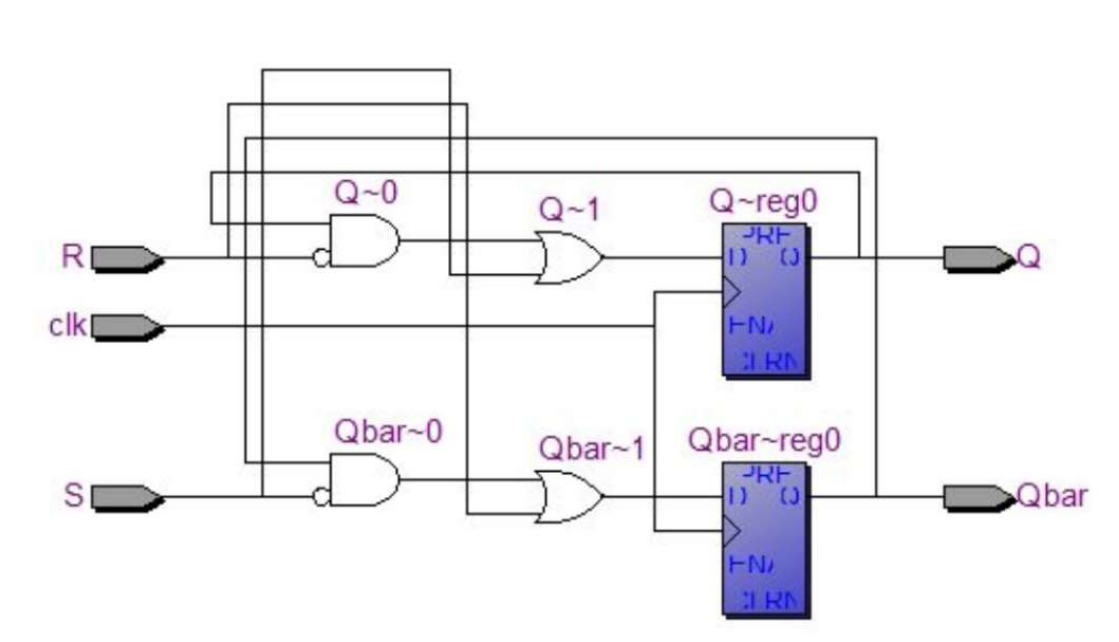 Q~0
Q~1
Q~reg0
PRE
R
D Q
Q
clk
ENA
CLRN
Qbar~0
Qbar~1
Qbar~reg0
PRE
S
D Q
Qbar
ENA
CLRN